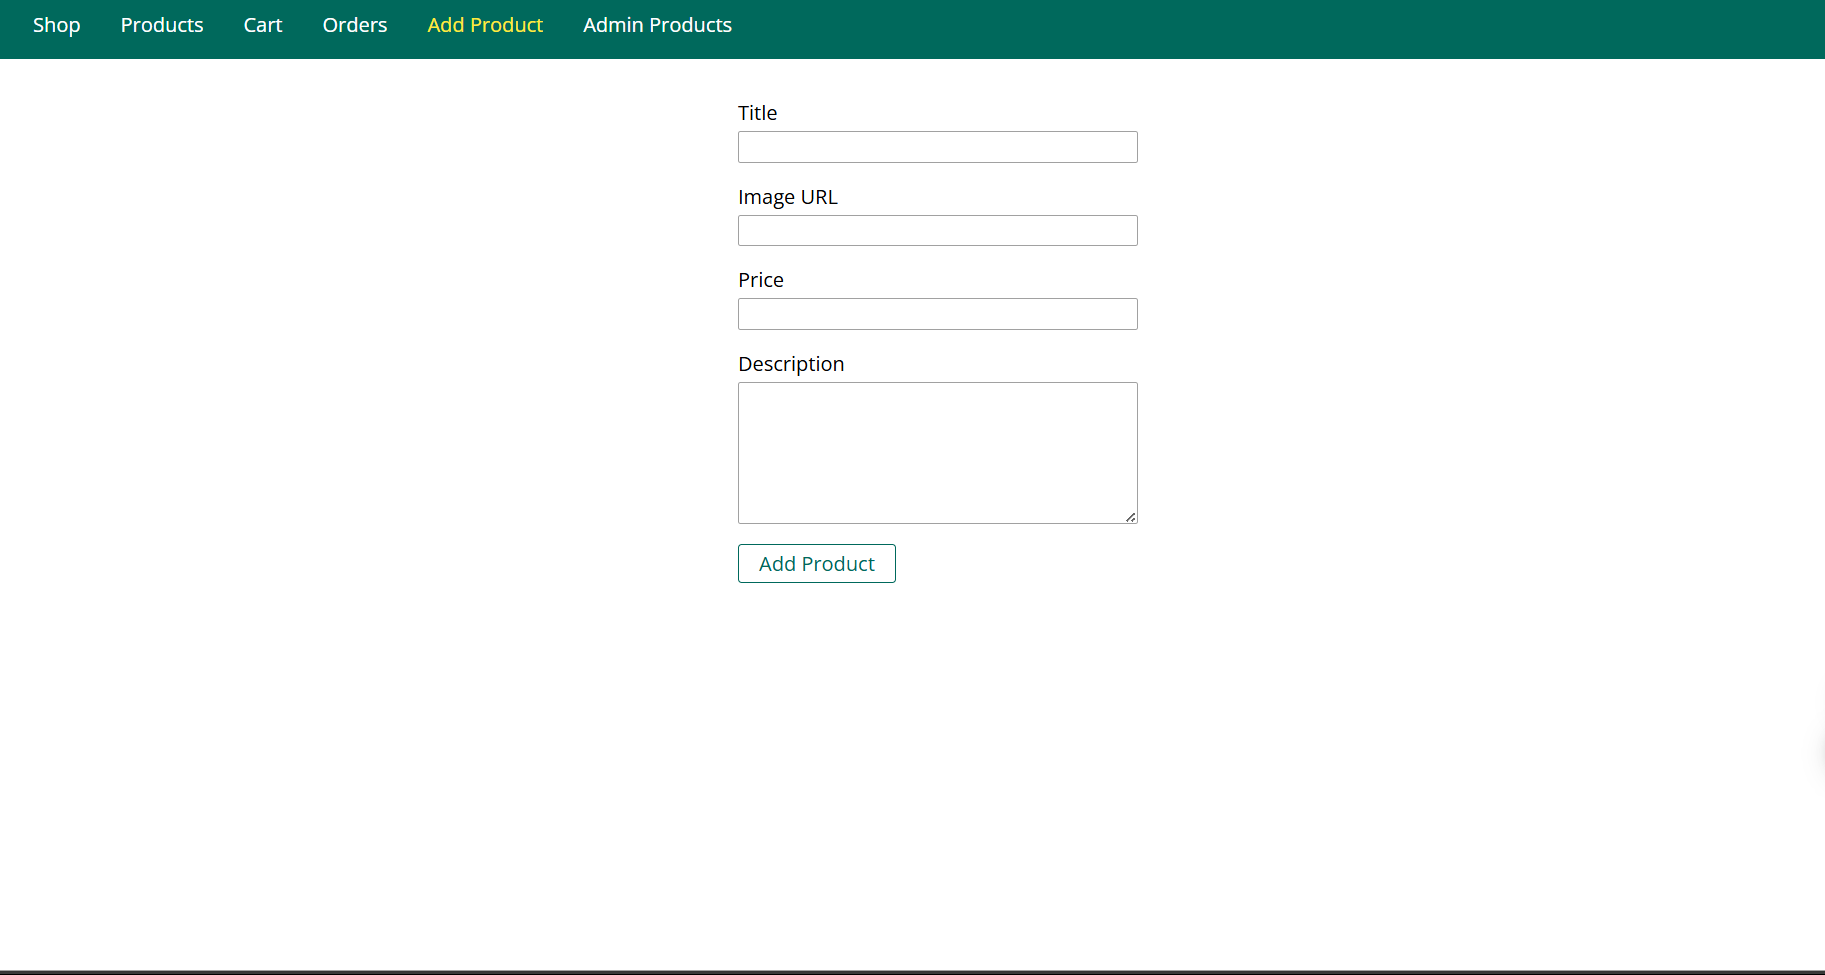 Shop Products Cart Orders Add Product Admin Products
Title
Image URL
Price
Description
Add Product